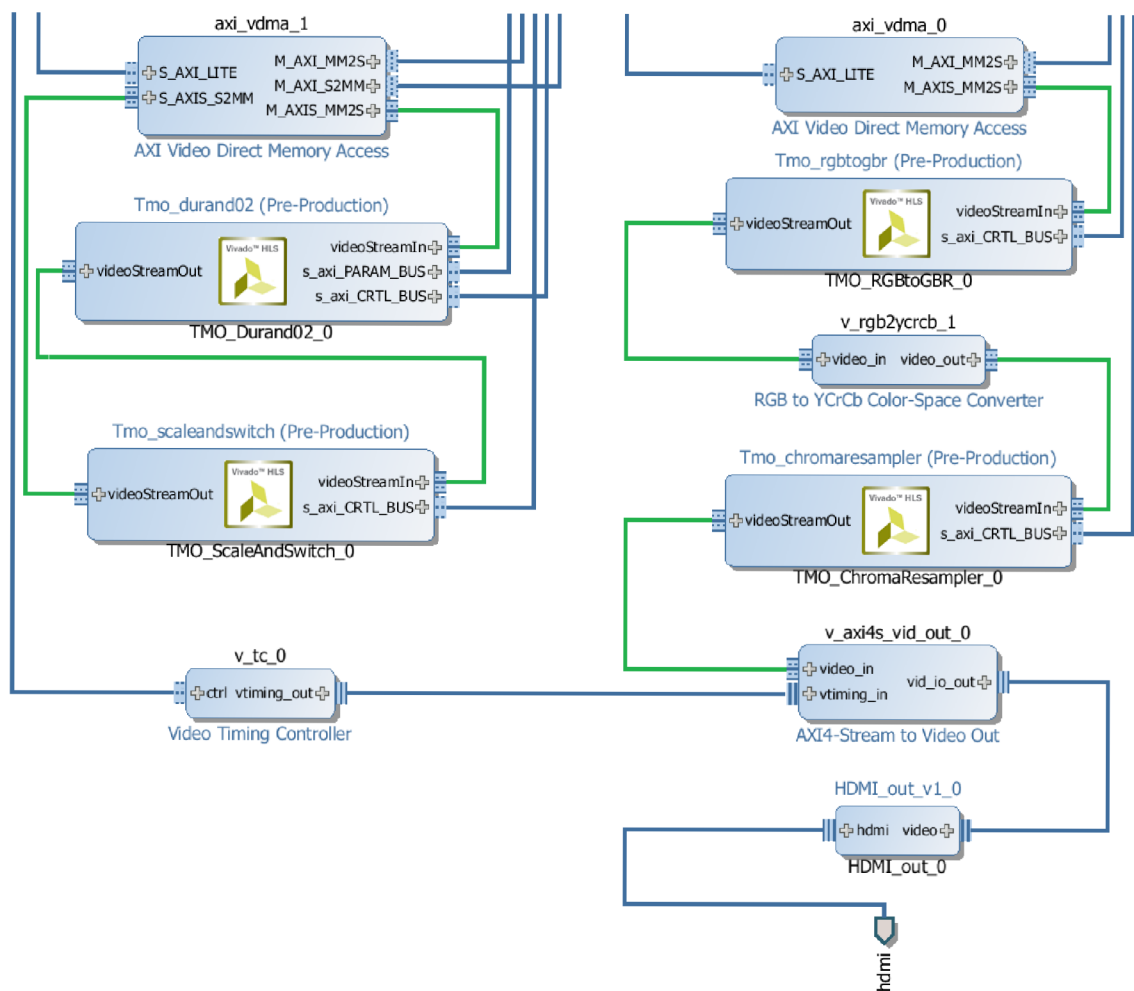 axi_vdma_1
S_AXI_LITE
S_AXIS_S2MM
M_AXI_MM2S
M_AXI_S2MM
M_AXIS_MM2S
AXI Video Direct Memory Access
Tmo_durand02 (Pre-Production)
videoStreamOut
Vivado™ HLS
videoStreamIn
s_axi_PARAM_BUS
s_axi_CRTL_BUS
TMO_Durand02_0
Tmo_scaleandswitch (Pre-Production)
videoStreamOut
Vivado™ HLS
videoStreamIn
s_axi_CRTL_BUS
TMO_ScaleAndSwitch_0
v_tc_0
ctrl vtiming_out
Video Timing Controller
axi_vdma_0
S_AXI_LITE
M_AXI_MM2S
M_AXIS_MM2S
AXI Video Direct Memory Access
Tmo_rgbtogbr (Pre-Production)
videoStreamOut
Vivado™ HLS
videoStreamIn
s_axi_CRTL_BUS
TMO_RGBtoGBR_0
v_rgb2ycrcb_1
video_in video_out
RGB to YCrCb Color-Space Converter
Tmo_chromaresampler (Pre-Production)
videoStreamOut
Vivado™ HLS
videoStreamIn
s_axi_CRTL_BUS
TMO_ChromaResampler_0
v_axi4s_vid_out_0
video_in
vtiming_in
vid_io_out
AXI4-Stream to Video Out
HDMI_out_v1_0
hdmi video
HDMI_out_0
hdmi